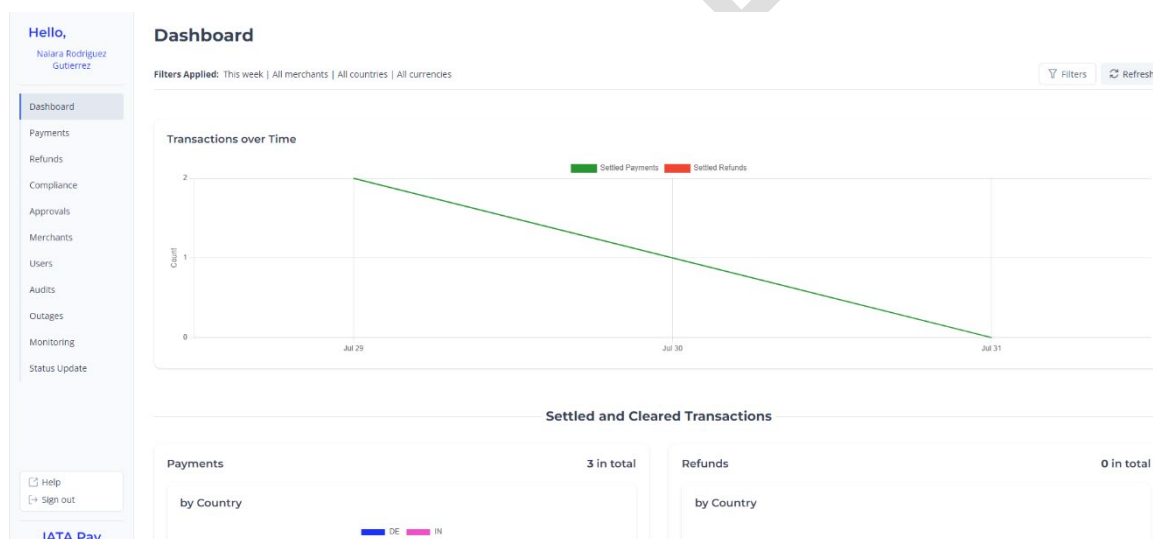 Hello,
Naiara Rodriguez
Gutierrez
Dashboard
Payments
Refunds
Compliance
Approvals
Merchants
Users
Audits
Outages
Monitoring
Status Update
Help
Sign out
IATA Pay
Dashboard
Filters Applied: This week | All merchants | All countries | All currencies
Filters
Refresh
Transactions over Time
Settled Payments Settled Refunds
2
Count
1
0
Jul 29 Jul 30 Jul 31
Settled and Cleared Transactions
Payments 3 in total
by Country
DE IN
Refunds 0 in total
by Country